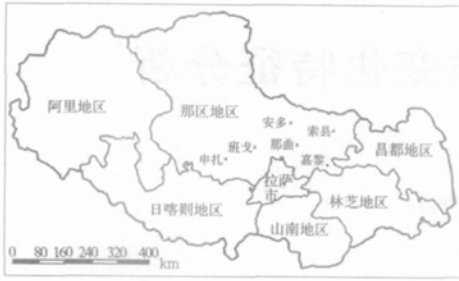 阿里地区
那区地区
安多
索县
班戈
那曲
申扎
嘉黎
昌都地区
拉萨
市
林芝地区
日喀则地区
山南地区
0 80 160 240 320 400
km